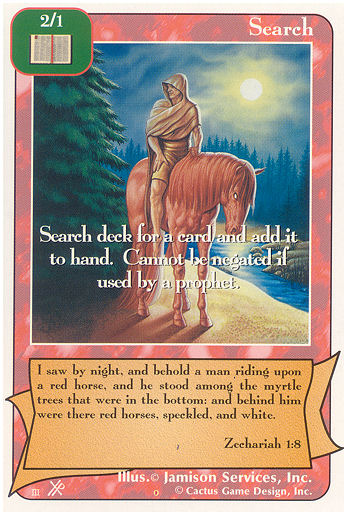 2/1
Search
Search deck for a card and add it
to hand. Cannot be negated if
used by a prophet.
I saw by night, and behold a man riding upon
a red horse, and he stood among the myrtle
trees that were in the bottom: and behind him
were there red horses, speckled, and white.
Zechariah 1:8
Illus.© Jamison Services, Inc.
III
© Cactus Game Design, Inc.